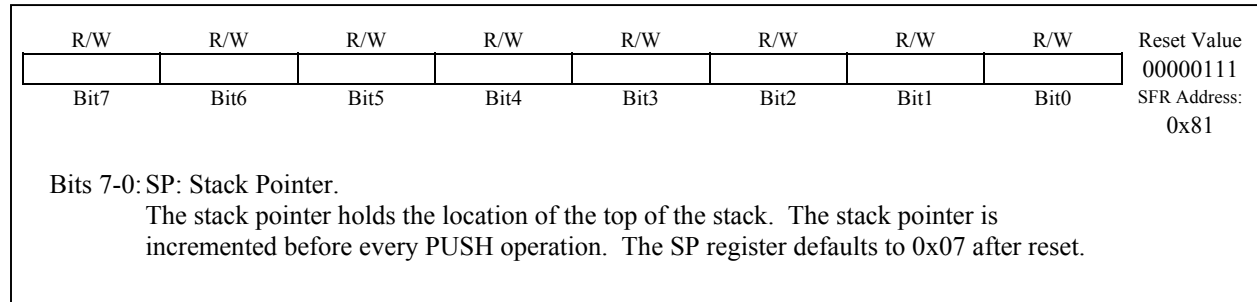 R/W R/W R/W R/W R/W R/W R/W R/W Reset Value
00000111
Bit7 Bit6 Bit5 Bit4 Bit3 Bit2 Bit1 Bit0 SFR Address:
0x81
Bits 7-0: SP: Stack Pointer.
The stack pointer holds the location of the top of the stack. The stack pointer is
incremented before every PUSH operation. The SP register defaults to 0x07 after reset.